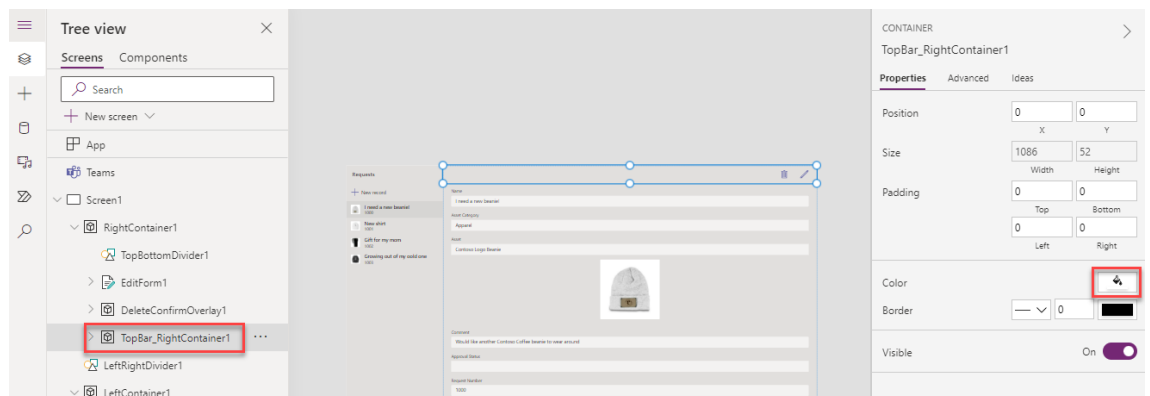 Tree view
Screens
Components
Search
New screen
App
Teams
Screen1
RightContainer1
TopBottomDivider1
EditForm1
DeleteConfirmOverlay1
TopBar_RightContainer1
LeftRightDivider1
LeftContainer1
Requests
New record
I need a new beanie!
1000
New shirt
1001
Gift for my mom
1002
Growing out of my sold one
1003
Name
I need a new beanie!
Asset Category
Apparel
Asset
Contoso Logo Beanie
Comment
Would like another Contoso Coffee beanie to wear around
Approval Status
Request Number
1000
CONTAINER
TopBar_RightContainer1
Properties
Advanced
Ideas
Position
0
0
X
Y
Size
1086
52
Width
Height
Padding
0
0
Top
Bottom
0
0
Left
Right
Color
Border
0
Visible
On